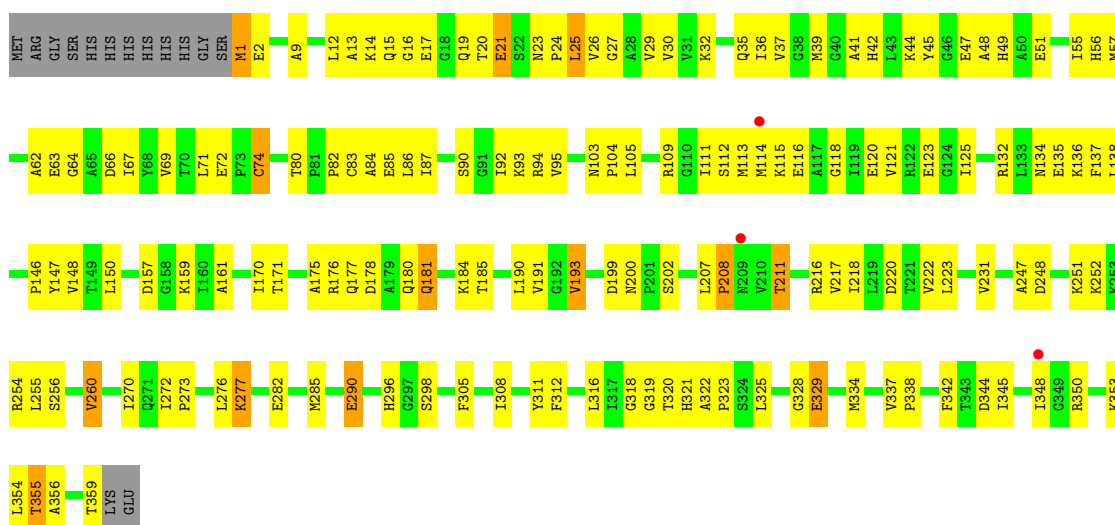 MET ARG GLY SER HIS HIS HIS HIS HIS HIS GLY SER M1 E2 A9 L12 A13 K14 Q15 G16 E17 G18 Q19 T20 E21 S22 N23 P24 L25 V26 G27 A28 V29 V30 V31 K32 Q35 I36 V37 G38 M39 G40 A41 H42 L43 K44 Y45 G46 E47 A48 H49 A50 E51 I55 H56 M57
A62 E63 G64 A65 D66 I67 Y68 V69 T70 L71 E72 P73 C74 T80 P81 P82 C83 A84 E85 L86 I87 S90 G91 I92 K93 R94 V95 N103 P104 L105 R109 G110 I111 S112 M113 M114 K115 E116 A117 G118 I119 E120 V121 R122 E123 G124 I125 R132 L133 N134 E135 K136 F137 L138
P146 Y147 V148 T149 L150 D157 G158 K159 I160 A161 I170 T171 A175 R176 Q177 D178 A179 Q180 Q181 K184 T185 L190 V191 G192 V193 D199 N200 P201 S202 L207 P208 N209 V210 T211 R216 V217 I218 L219 D220 T221 V222 L223 V231 A247 D248 K251 K252 K253
R254 L255 S256 V260 I270 Q271 I272 P273 L276 K277 E282 M285 E290 H296 G297 S298 F305 I308 Y311 F312 L316 I317 G318 G319 T320 H321 A322 P323 S324 L325 G328 E329 M334 V337 P338 F342 T343 D344 I345 I348 G349 R350 K353
L354 T355 A356 T359 LYS GLU